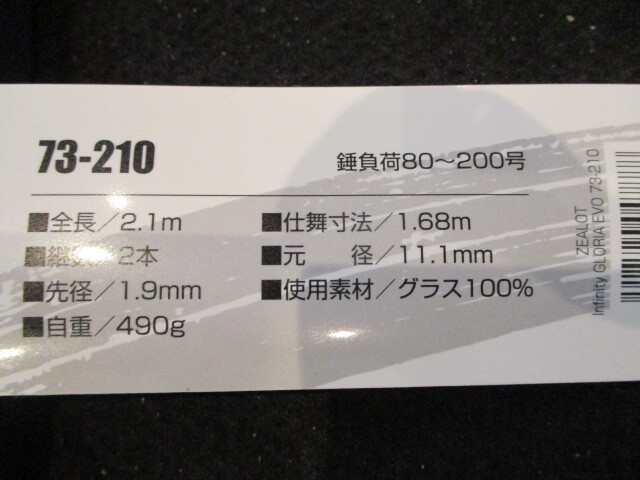 73-210
錘負荷80～200号
■全長／2.1m
■仕舞寸法／1.68m
■継数／2本
■元　径／11.1mm
■先径／1.9mm
■使用素材／グラス100%
■自重／490g
ZEALOT
Infinity GLORIA EVO 73-210